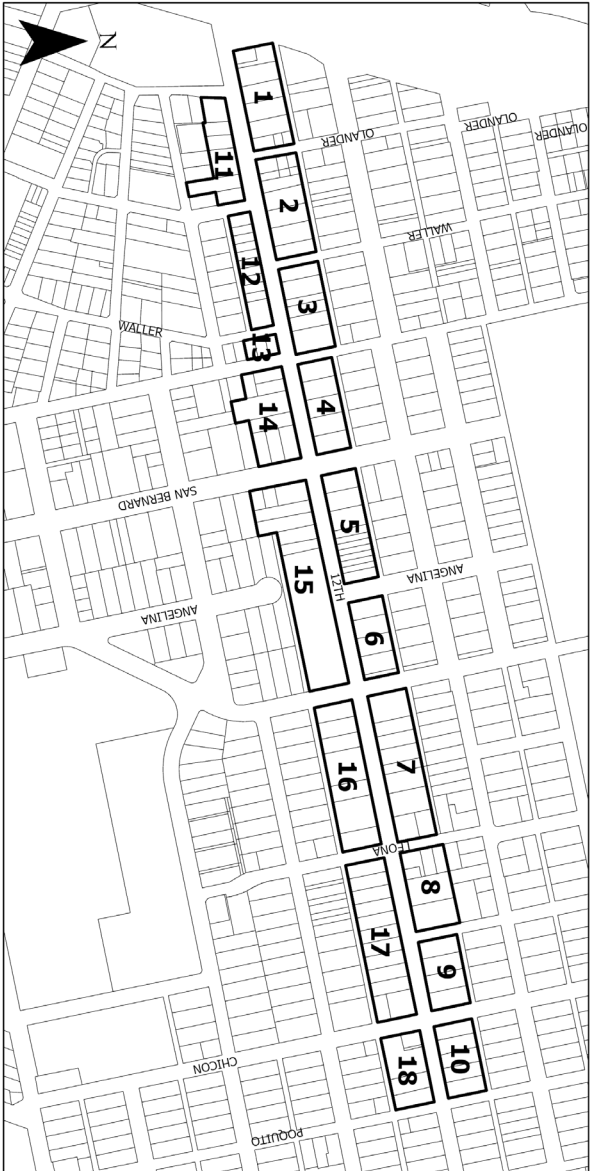 N
OLANDER
OLANDER
OLANDER
WALLER
WALLER
1
2
3
4
5
6
7
8
9
10
11
12
13
14
15
16
17
18
SAN BERNARD
ANGELINA
ANGELINA
12TH
LEONA
CHICON
POQUITO